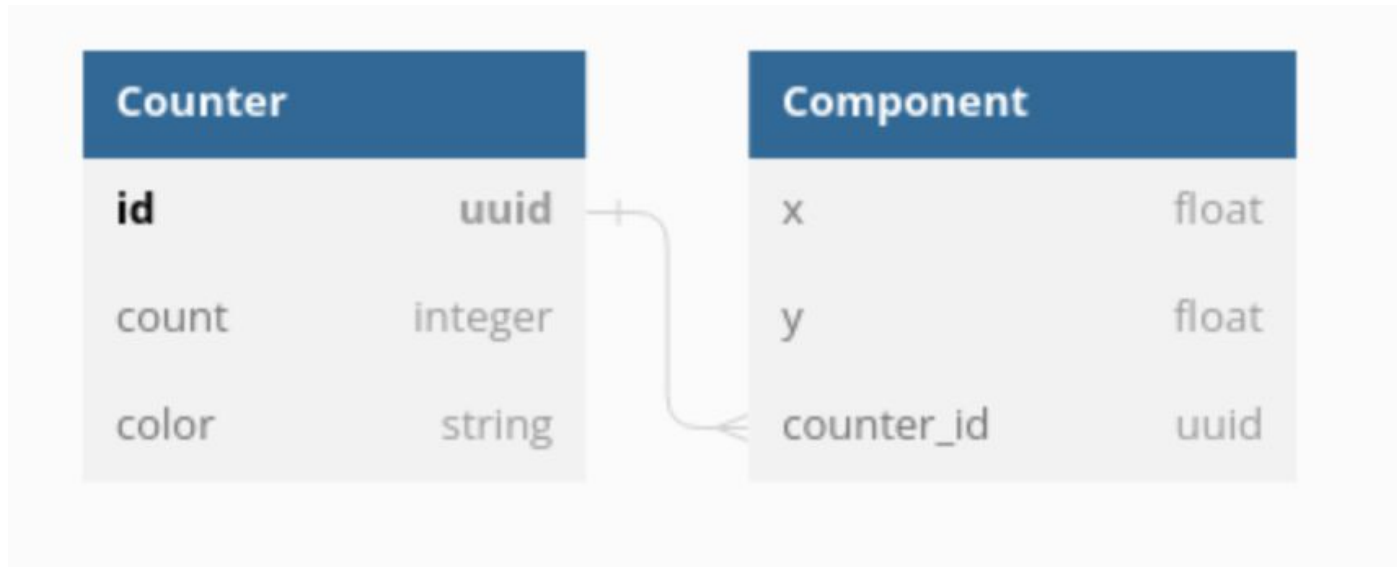 Counter
id uuid
count integer
color string
Component
x float
y float
counter_id uuid